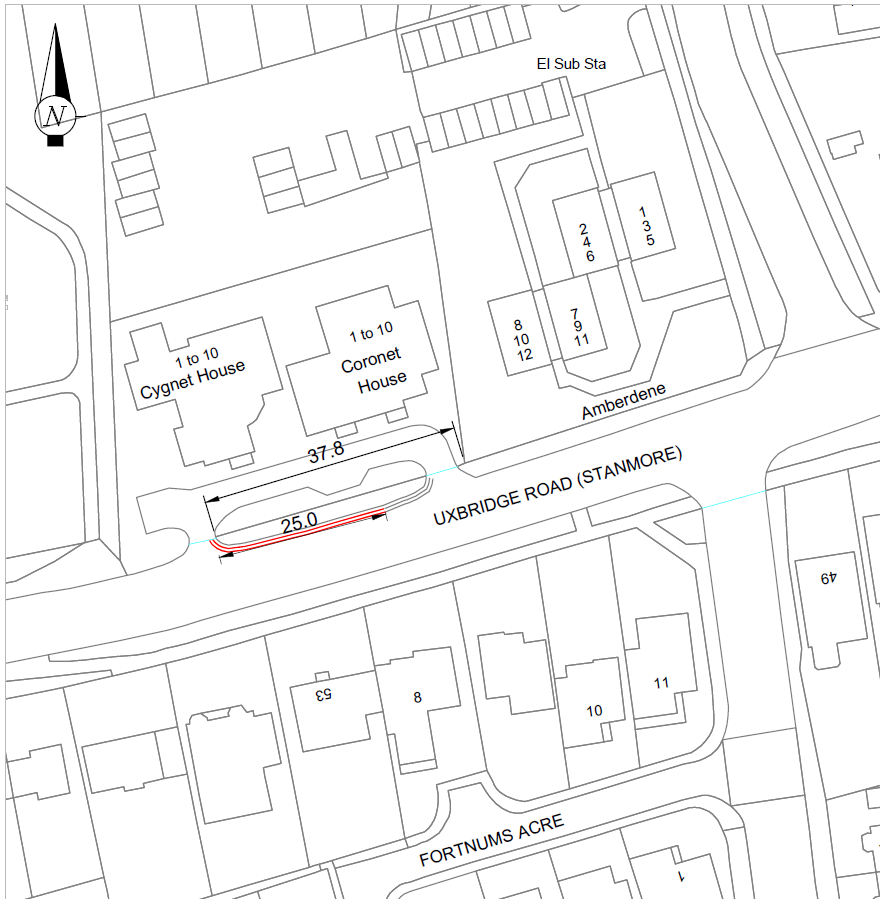 El Sub Sta
N
1
3
5
2
4
6
7
9
11
8
10
12
1 to 10
Cygnet House
1 to 10
Coronet
House
Amberdene
37.8
25.0
UXBRIDGE ROAD (STANMORE)
49
53
8
10
11
FORTNUMS ACRE
1